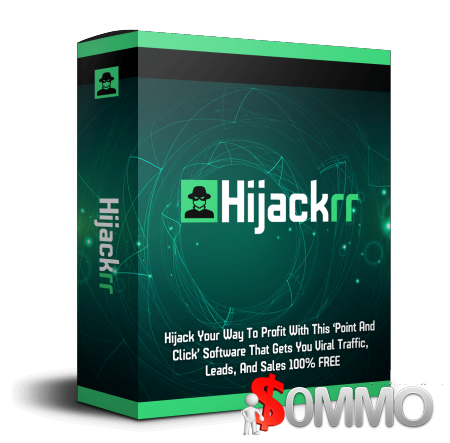 Hijackrr
Hijackrr
Hijack Your Way To Profit With This 'Point And
Click' Software That Gets You Viral Traffic,
Leads, And Sales 100% FREE
$OMMO